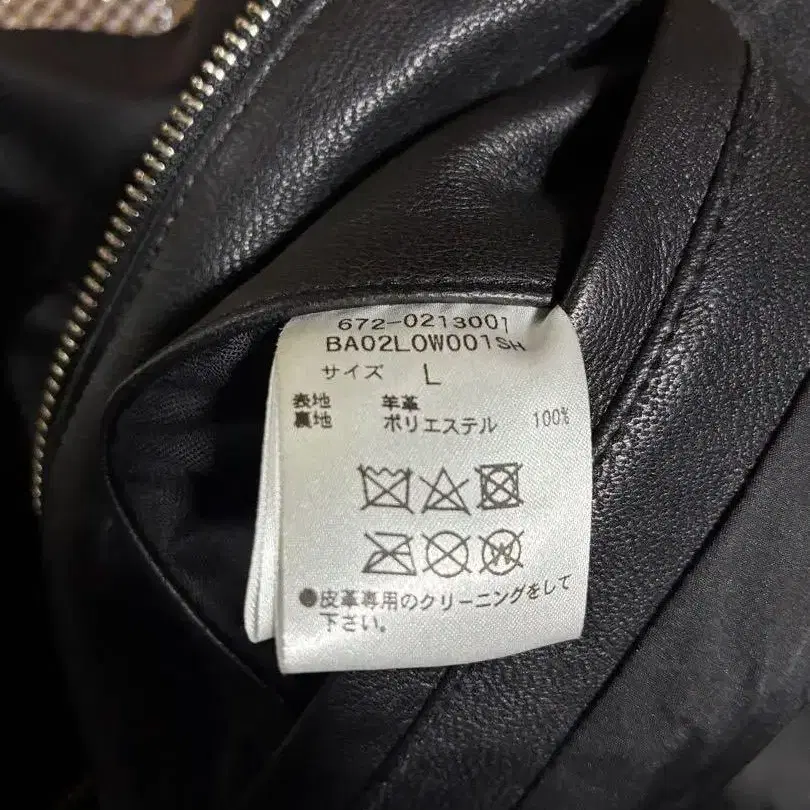 672-0213001
BA02LOW001SH
サイズ L
表地 羊革
裏地 ポリエステル 100%
W
●皮革専用のクリーニングをして
下さい。